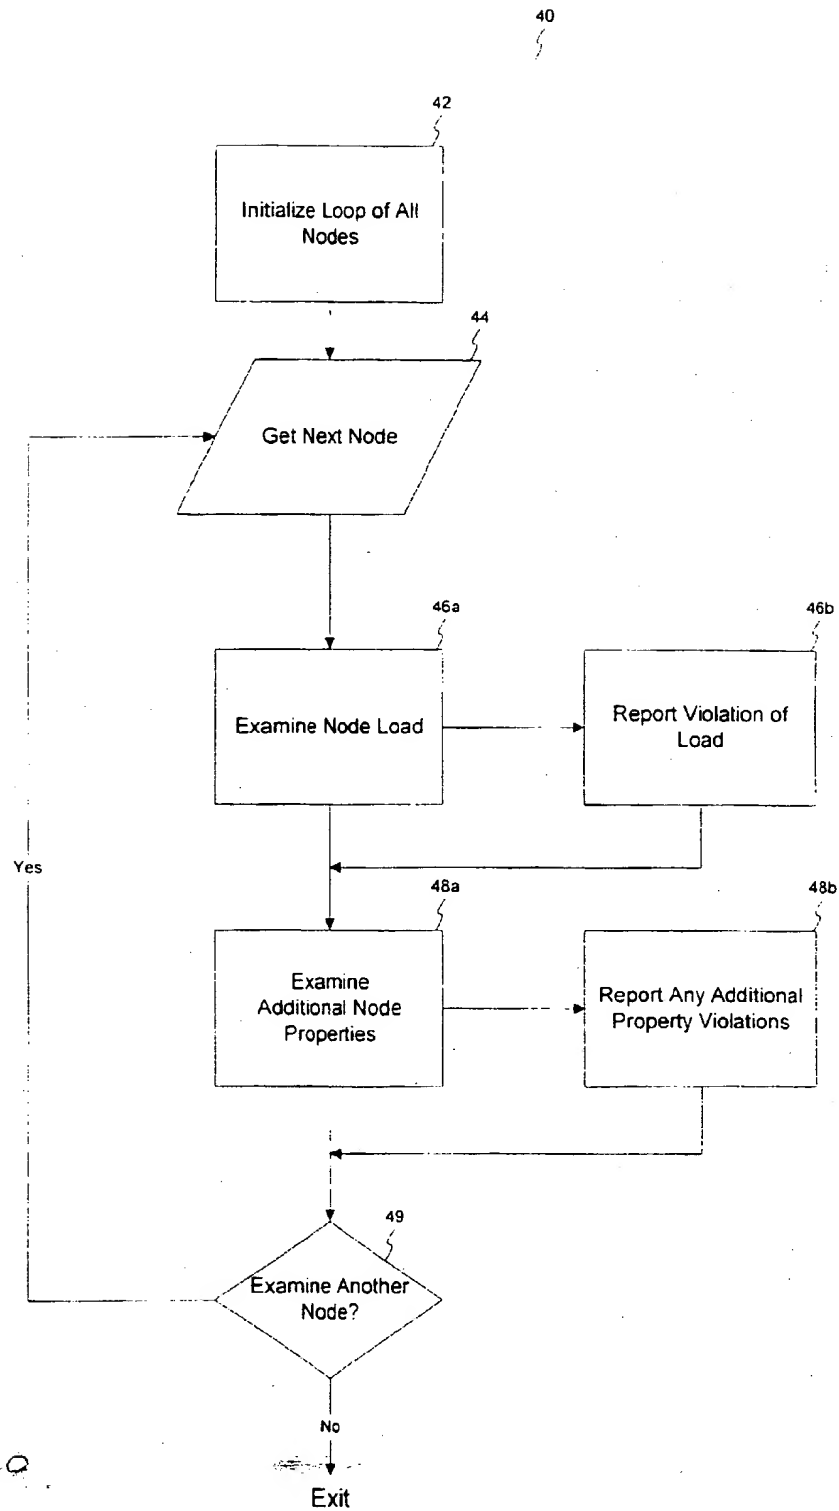 40
42
Initialize Loop of All
Nodes
44
Get Next Node
46a
Examine Node Load
46b
Report Violation of
Load
Yes
48a
Examine
Additional Node
Properties
48b
Report Any Additional
Property Violations
49
Examine Another
Node?
No
Exit